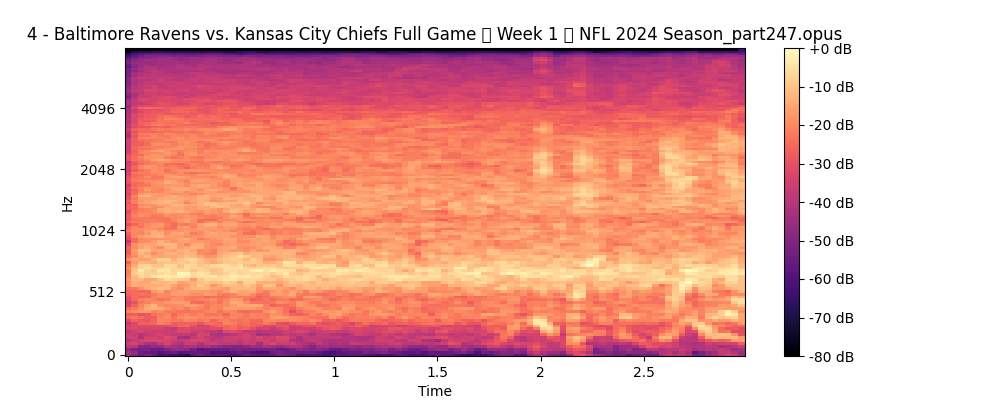 4 - Baltimore Ravens vs. Kansas City Chiefs Full Game ▯ Week 1 ▯ NFL 2024 Season_part247.opus
+0 dB
-10 dB
-20 dB
-30 dB
-40 dB
-50 dB
-60 dB
-70 dB
-80 dB
4096
2048
1024
512
0
Hz
0
0.5
1
1.5
2
2.5
Time